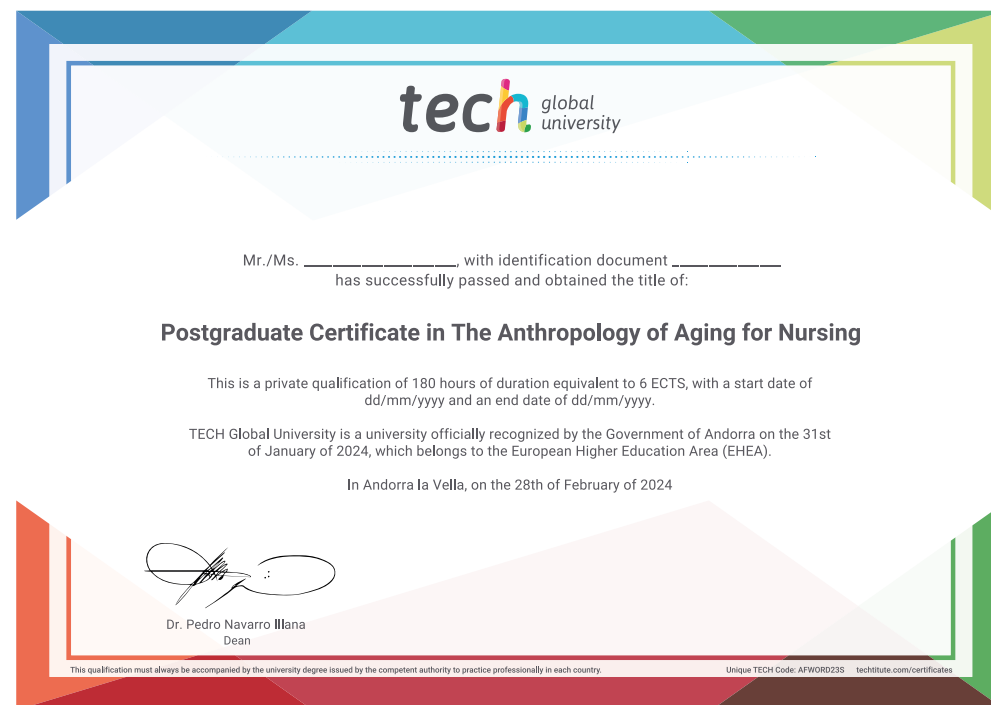 tech global
university
Mr./Ms. ________________, with identification document ____________
has successfully passed and obtained the title of:
Postgraduate Certificate in The Anthropology of Aging for Nursing
This is a private qualification of 180 hours of duration equivalent to 6 ECTS, with a start date of
dd/mm/yyyy and an end date of dd/mm/yyyy.
TECH Global University is a university officially recognized by the Government of Andorra on the 31st
of January of 2024, which belongs to the European Higher Education Area (EHEA).
In Andorra la Vella, on the 28th of February of 2024
Dr. Pedro Navarro Illana
Dean
This qualification must always be accompanied by the university degree issued by the competent authority to practice professionally in each country.
Unique TECH Code: AFWORD23S techtitute.com/certificates